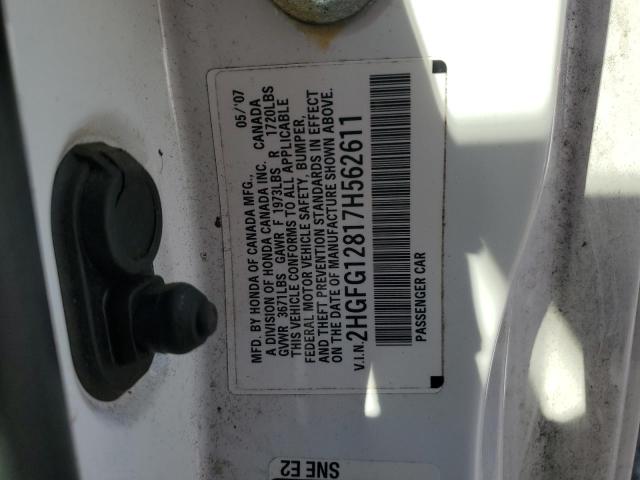 MFD. BY HONDA OF CANADA MFG., 05/'07
A DIVISION OF HONDA CANADA INC. CANADA
GVWR 3671LBS GAWR F 1973LBS R 1720LBS
THIS VEHICLE CONFORMS TO ALL APPLICABLE
FEDERAL MOTOR VEHICLE SAFETY, BUMPER,
AND THEFT PREVENTION STANDARDS IN EFFECT
ON THE DATE OF MANUFACTURE SHOWN ABOVE.
V.I.N. 2HGFG12817H562611
PASSENGER CAR
SNE E2